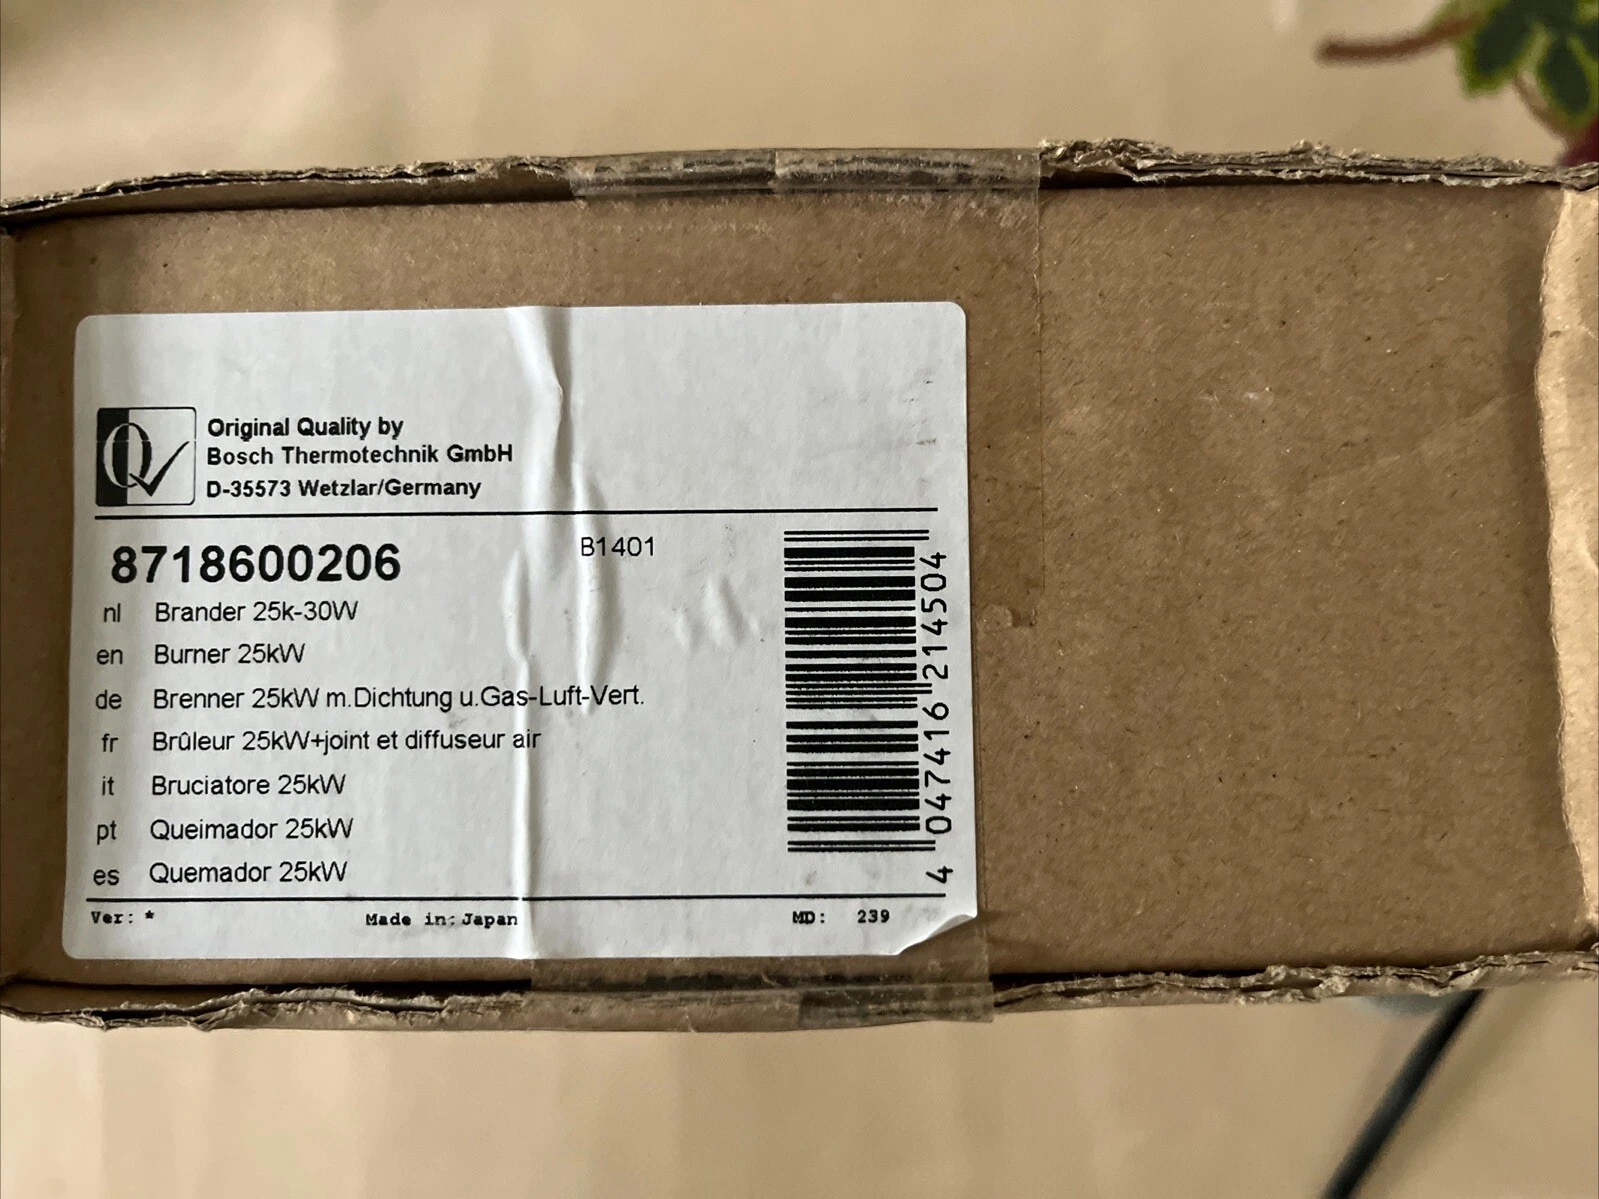 Original Quality by
Bosch Thermotechnik GmbH
D-35573 Wetzlar/Germany
8718600206
B1401
nl Brander 25k-30W
en Burner 25kW
de Brenner 25kW m.Dichtung u.Gas-Luft-Vert.
fr Brûleur 25kW+joint et diffuseur air
it Bruciatore 25kW
pt Queimador 25kW
es Quemador 25kW
4 047416 214504
Ver: * Made in: Japan MD: 239